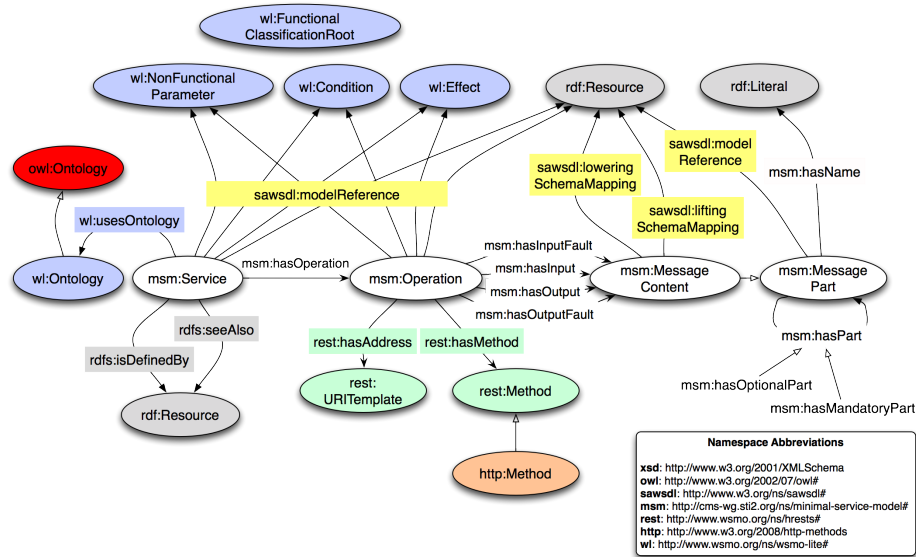 wl:Functional
ClassificationRoot
wl:NonFunctional
Parameter
wl:Condition
wl:Effect
rdf:Resource
rdf:Literal
owl:Ontology
sawsdl:modelReference
sawsdl:lowering
SchemaMapping
sawsdl:model
Reference
msm:hasName
sawsdl:lifting
SchemaMapping
wl:usesOntology
wl:Ontology
msm:Service
msm:hasOperation
msm:Operation
msm:hasInputFault
msm:hasInput
msm:hasOutput
msm:hasOutputFault
msm:Message
Content
msm:Message
Part
rdfs:seeAlso
rdfs:isDefinedBy
rest:hasAddress
rest:hasMethod
msm:hasPart
msm:hasOptionalPart
msm:hasMandatoryPart
rdf:Resource
rest:
URITemplate
rest:Method
http:Method
Namespace Abbreviations
xsd: http://www.w3.org/2001/XMLSchema
owl: http://www.w3.org/2002/07/owl#
sawsdl: http://www.w3.org/ns/sawsdl#
msm: http://cms-wg.sti2.org/ns/minimal-service-model#
rest: http://www.wsmo.org/ns/hrests#
http: http://www.w3.org/2008/http-methods
wl: http://www.wsmo.org/ns/wsmo-lite#